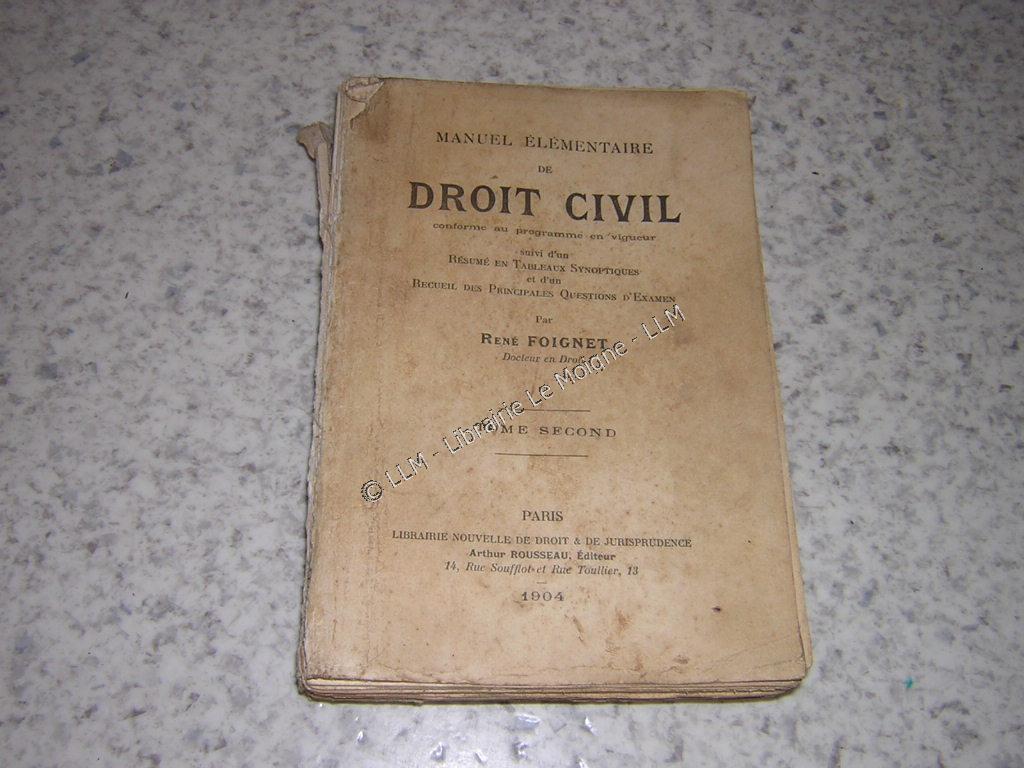 MANUEL ÉLÉMENTAIRE
DE
DROIT CIVIL
conforme au programme en vigueur
suivi d'un
RÉSUMÉ EN TABLEAUX SYNOPTIQUES
et d'un
RECUEIL DES PRINCIPALES QUESTIONS D'EXAMEN
Par
RENÉ FOIGNET
Docteur en Droit
TOME SECOND
© LLM - Librairie Le Moigne - LLM
PARIS
LIBRAIRIE NOUVELLE DE DROIT & DE JURISPRUDENCE
Arthur ROUSSEAU, Éditeur
14, Rue Soufflot et Rue Toullier, 13
1904